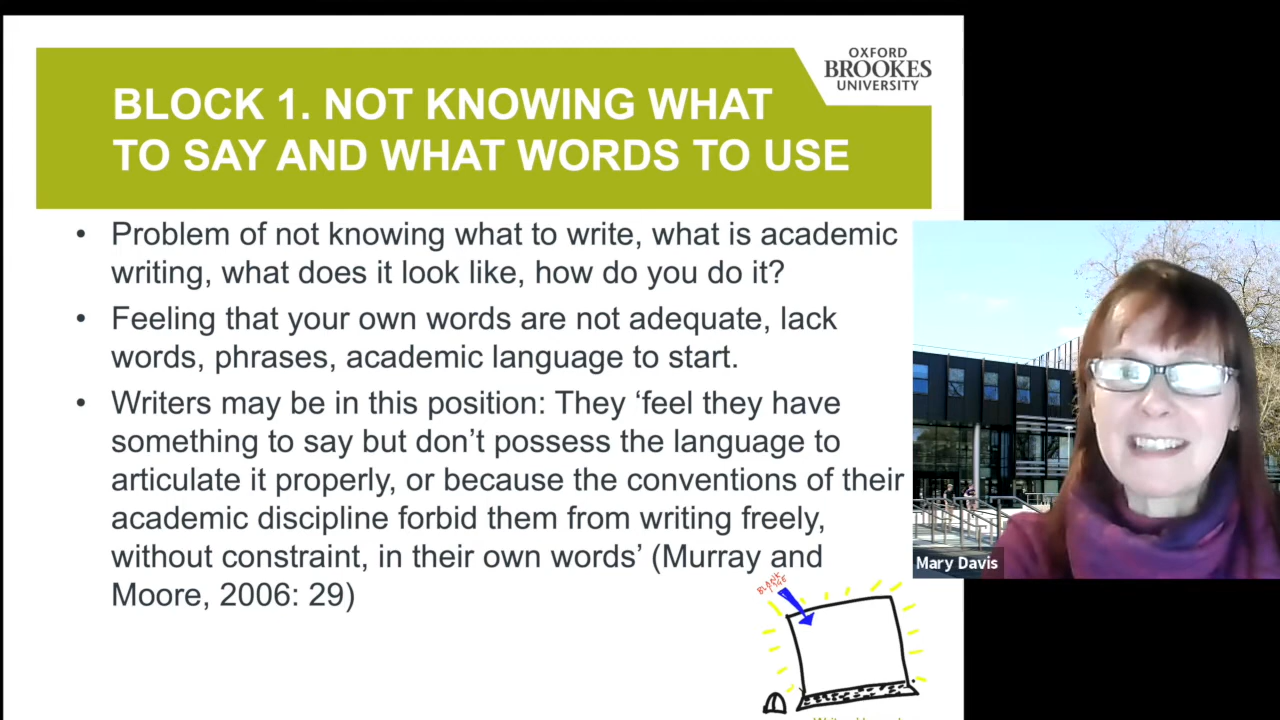 OXFORD
BROOKES
UNIVERSITY
BLOCK 1. NOT KNOWING WHAT
TO SAY AND WHAT WORDS TO USE
• Problem of not knowing what to write, what is academic
writing, what does it look like, how do you do it?
• Feeling that your own words are not adequate, lack
words, phrases, academic language to start.
• Writers may be in this position: They ‘feel they have
something to say but don’t possess the language to
articulate it properly, or because the conventions of their
academic discipline forbid them from writing freely,
without constraint, in their own words’ (Murray and
Moore, 2006: 29)
Mary Davis
BLANK